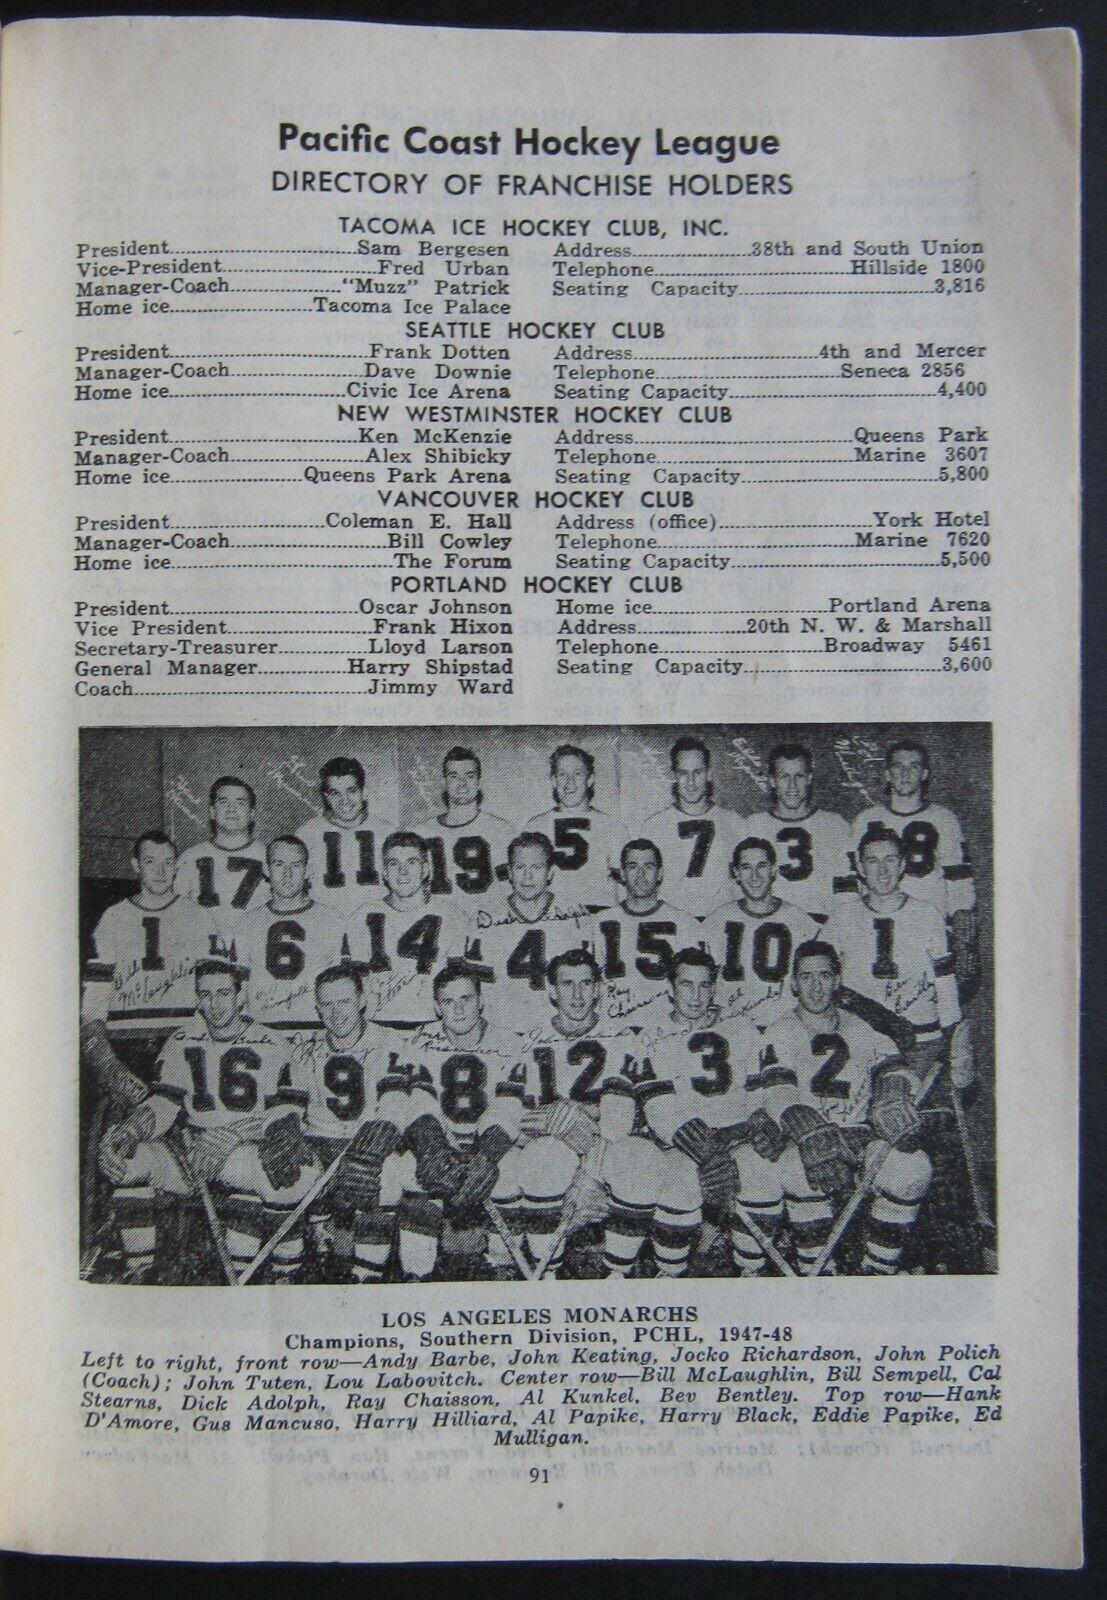 Pacific Coast Hockey League
DIRECTORY OF FRANCHISE HOLDERS
TACOMA ICE HOCKEY CLUB, INC.
President Sam Bergesen Address 38th and South Union
Vice-President Fred Urban Telephone Hillside 1800
Manager-Coach "Muzz" Patrick Seating Capacity 3,816
Home ice Tacoma Ice Palace
SEATTLE HOCKEY CLUB
President Frank Dotten Address 4th and Mercer
Manager-Coach Dave Downie Telephone Seneca 2856
Home ice Civic Ice Arena Seating Capacity 4,400
NEW WESTMINSTER HOCKEY CLUB
President Ken McKenzie Address Queens Park
Manager-Coach Alex Shibicky Telephone Marine 3607
Home ice Queens Park Arena Seating Capacity 5,800
VANCOUVER HOCKEY CLUB
President Coleman E. Hall Address (office) York Hotel
Manager-Coach Bill Cowley Telephone Marine 7620
Home ice The Forum Seating Capacity 5,500
PORTLAND HOCKEY CLUB
President Oscar Johnson Home ice Portland Arena
Vice President Frank Hixon Address 20th N. W. & Marshall
Secretary-Treasurer Lloyd Larson Telephone Broadway 5461
General Manager Harry Shipstad Seating Capacity 3,600
Coach Jimmy Ward
17 11 19 5 7 3 8
1 6 14 4 15 10 1
Bill McLaughlin Dick Adolph Ray Chaisson Bev Bentley
16 9 8 12 3 2
LOS ANGELES MONARCHS
Champions, Southern Division, PCHL, 1947-48
Left to right, front row—Andy Barbe, John Keating, Jocko Richardson, John Polich
(Coach); John Tuten, Lou Labovitch. Center row—Bill McLaughlin, Bill Sempell, Cal
Stearns, Dick Adolph, Ray Chaisson, Al Kunkel, Bev Bentley. Top row—Hank
D'Amore, Gus Mancuso, Harry Hilliard, Al Papike, Harry Black, Eddie Papike, Ed
Mulligan.
91